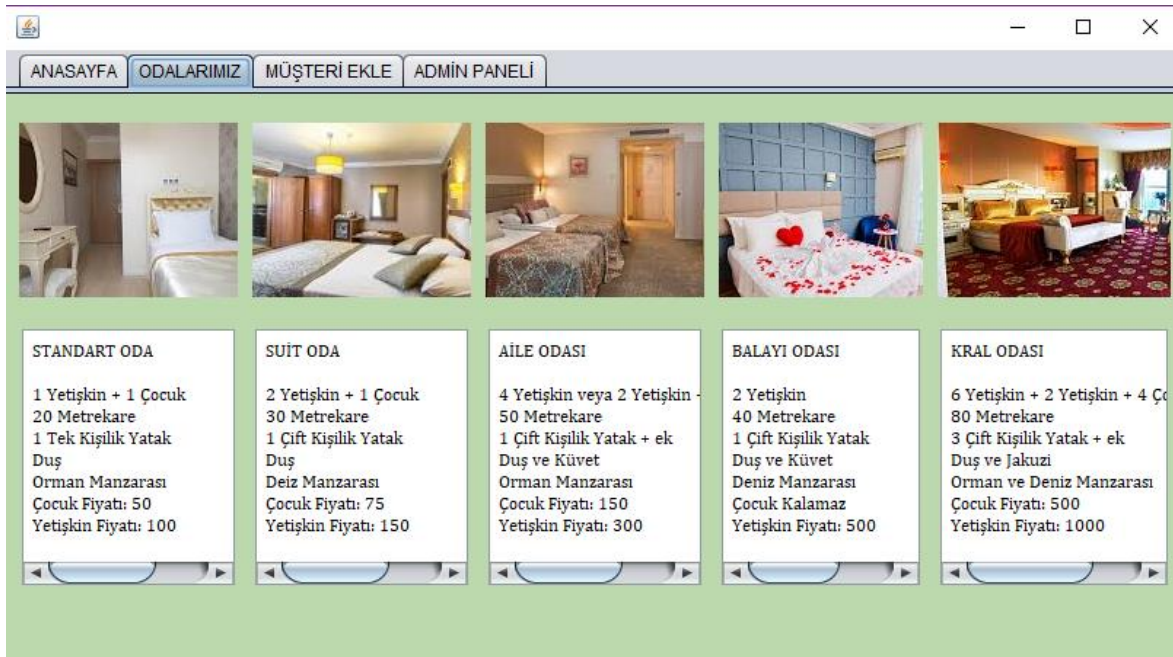 ANASAYFA ODALARIMIZ MÜŞTERİ EKLE ADMİN PANELİ
STANDART ODA
1 Yetişkin + 1 Çocuk
20 Metrekare
1 Tek Kişilik Yatak
Duş
Orman Manzarası
Çocuk Fiyatı: 50
Yetişkin Fiyatı: 100
SUİT ODA
2 Yetişkin + 1 Çocuk
30 Metrekare
1 Çift Kişilik Yatak
Duş
Deiz Manzarası
Çocuk Fiyatı: 75
Yetişkin Fiyatı: 150
AİLE ODASI
4 Yetişkin veya 2 Yetişkin
50 Metrekare
1 Çift Kişilik Yatak + ek
Duş ve Küvet
Orman Manzarası
Çocuk Fiyatı: 150
Yetişkin Fiyatı: 300
BALAYI ODASI
2 Yetişkin
40 Metrekare
1 Çift Kişilik Yatak
Duş ve Küvet
Deniz Manzarası
Çocuk Kalamaz
Yetişkin Fiyatı: 500
KRAL ODASI
6 Yetişkin + 2 Yetişkin + 4
80 Metrekare
3 Çift Kişilik Yatak + ek
Duş ve Jakuzi
Orman ve Deniz Manzarası
Çocuk Fiyatı: 500
Yetişkin Fiyatı: 1000